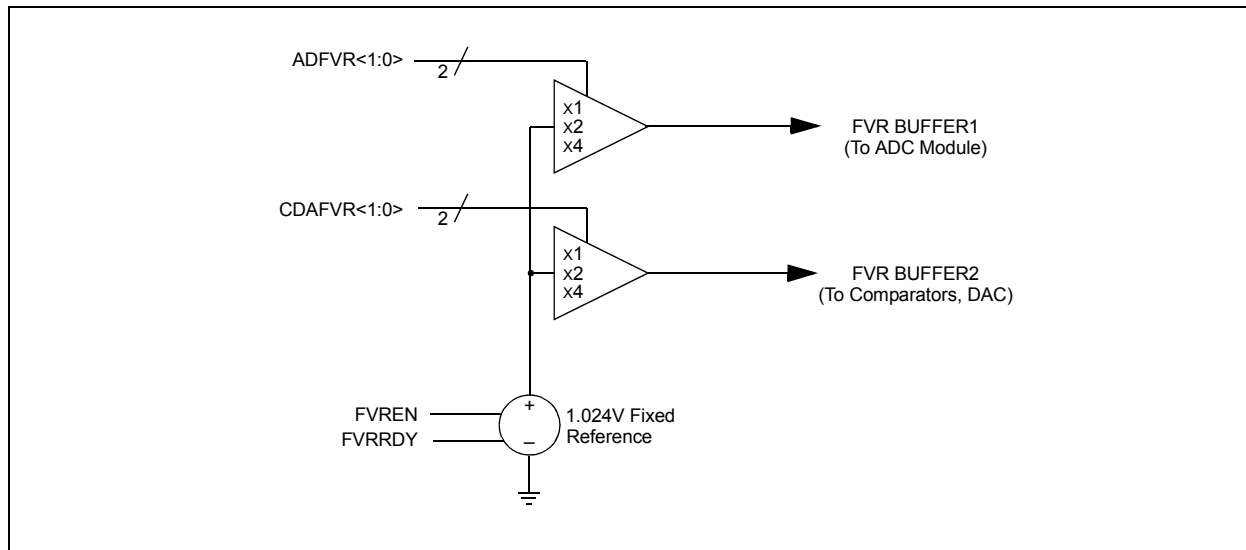 ADFVR<1:0>
2
x1
x2
x4
FVR BUFFER1
(To ADC Module)
CDAFVR<1:0>
2
x1
x2
x4
FVR BUFFER2
(To Comparators, DAC)
FVREN
FVRRDY
+
–
1.024V Fixed
Reference